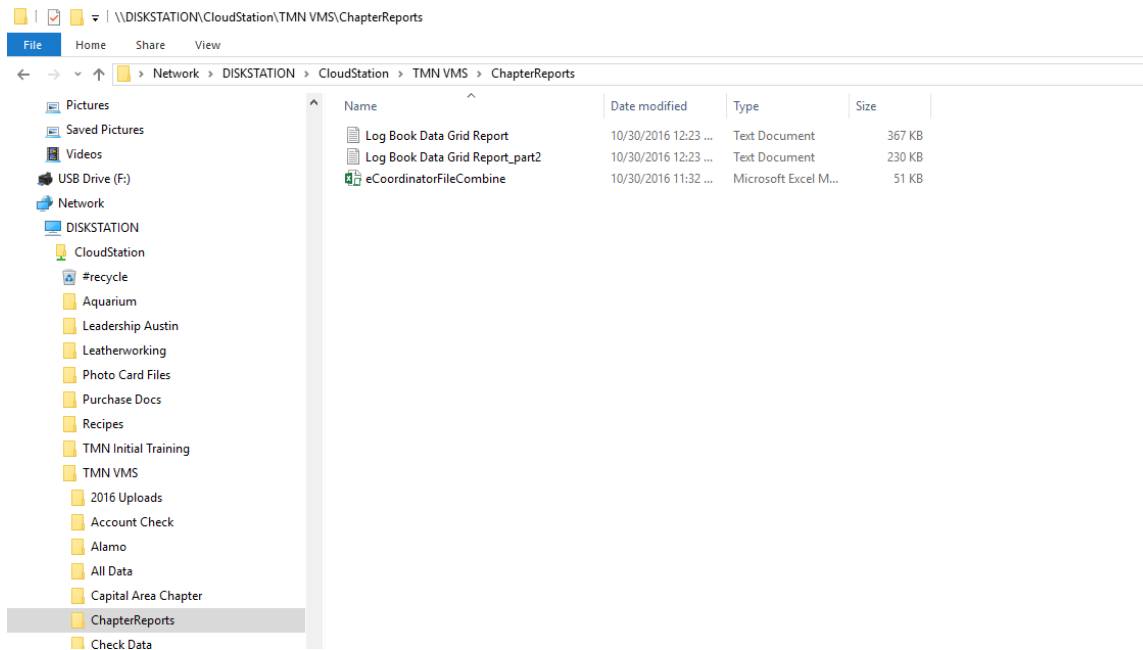 \\DISKSTATION\CloudStation\TMN VMS\ChapterReports
File Home Share View
Network > DISKSTATION > CloudStation > TMN VMS > ChapterReports
Name Date modified Type Size
Log Book Data Grid Report 10/30/2016 12:23 ... Text Document 367 KB
Log Book Data Grid Report_part2 10/30/2016 12:23 ... Text Document 230 KB
eCoordinatorFileCombine 10/30/2016 11:32 ... Microsoft Excel M... 51 KB
Pictures
Saved Pictures
Videos
USB Drive (F:)
Network
DISKSTATION
CloudStation
#recycle
Aquarium
Leadership Austin
Leatherworking
Photo Card Files
Purchase Docs
Recipes
TMN Initial Training
TMN VMS
2016 Uploads
Account Check
Alamo
All Data
Capital Area Chapter
ChapterReports
Check Data